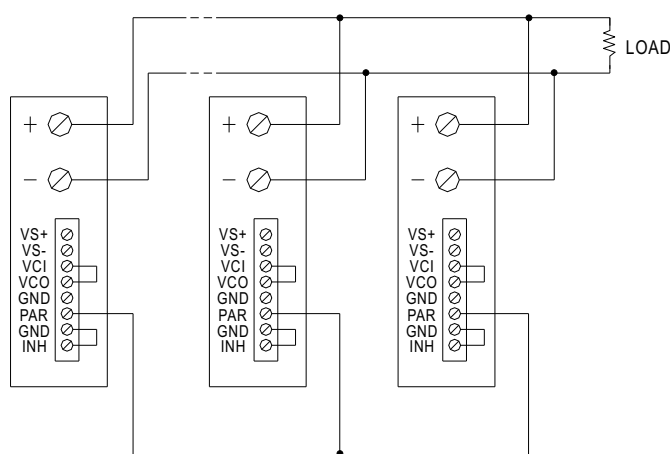 LOAD
+ + +
– – –
VS+ VS+ VS+
VS- VS- VS-
VCI VCI VCI
VCO VCO VCO
GND GND GND
PAR PAR PAR
GND GND GND
INH INH INH